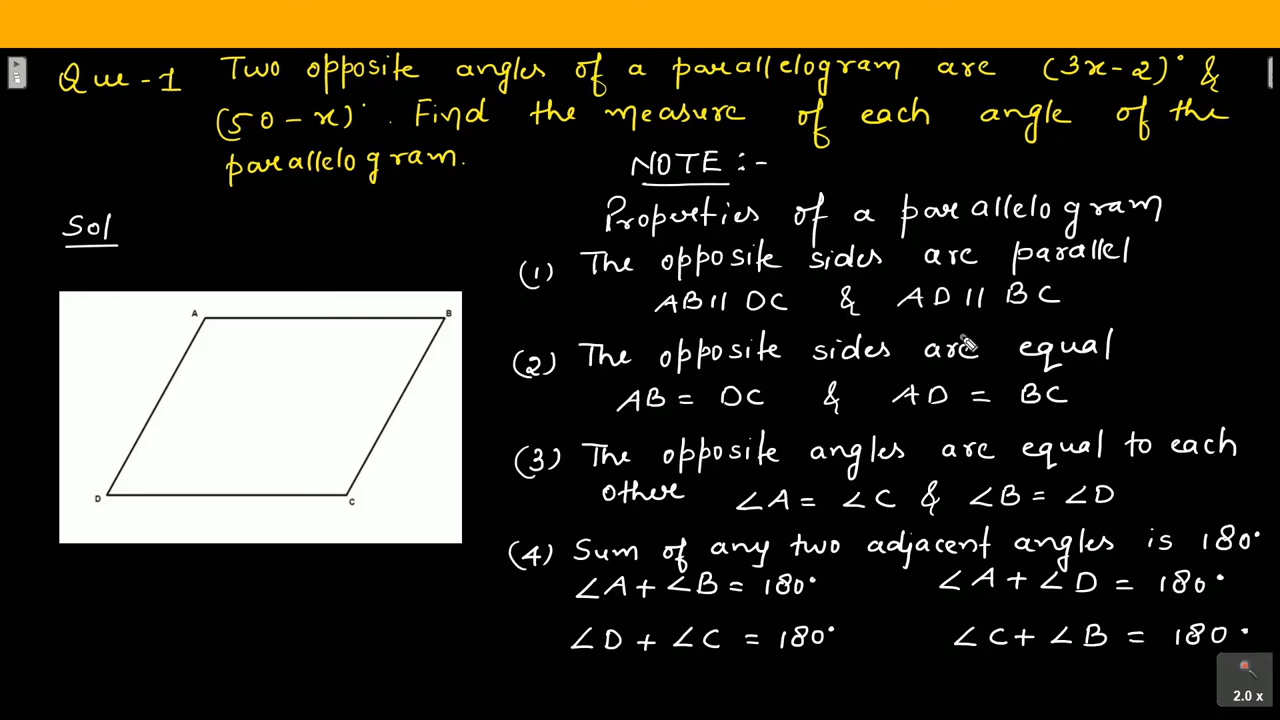 Que-1 Two opposite angles of a parallelogram are (3x-2)° &
(50-x)°. Find the measure of each angle of the
parallelogram.
NOTE:-
Sol
Properties of a parallelogram
(1) The opposite sides are parallel
AB || DC & AD || BC
(2) The opposite sides are equal
AB = DC & AD = BC
(3) The opposite angles are equal to each
other ∠A = ∠C & ∠B = ∠D
(4) Sum of any two adjacent angles is 180°
∠A + ∠B = 180° ∠A + ∠D = 180°
∠D + ∠C = 180° ∠C + ∠B = 180°
A
B
D
C
2.0 x